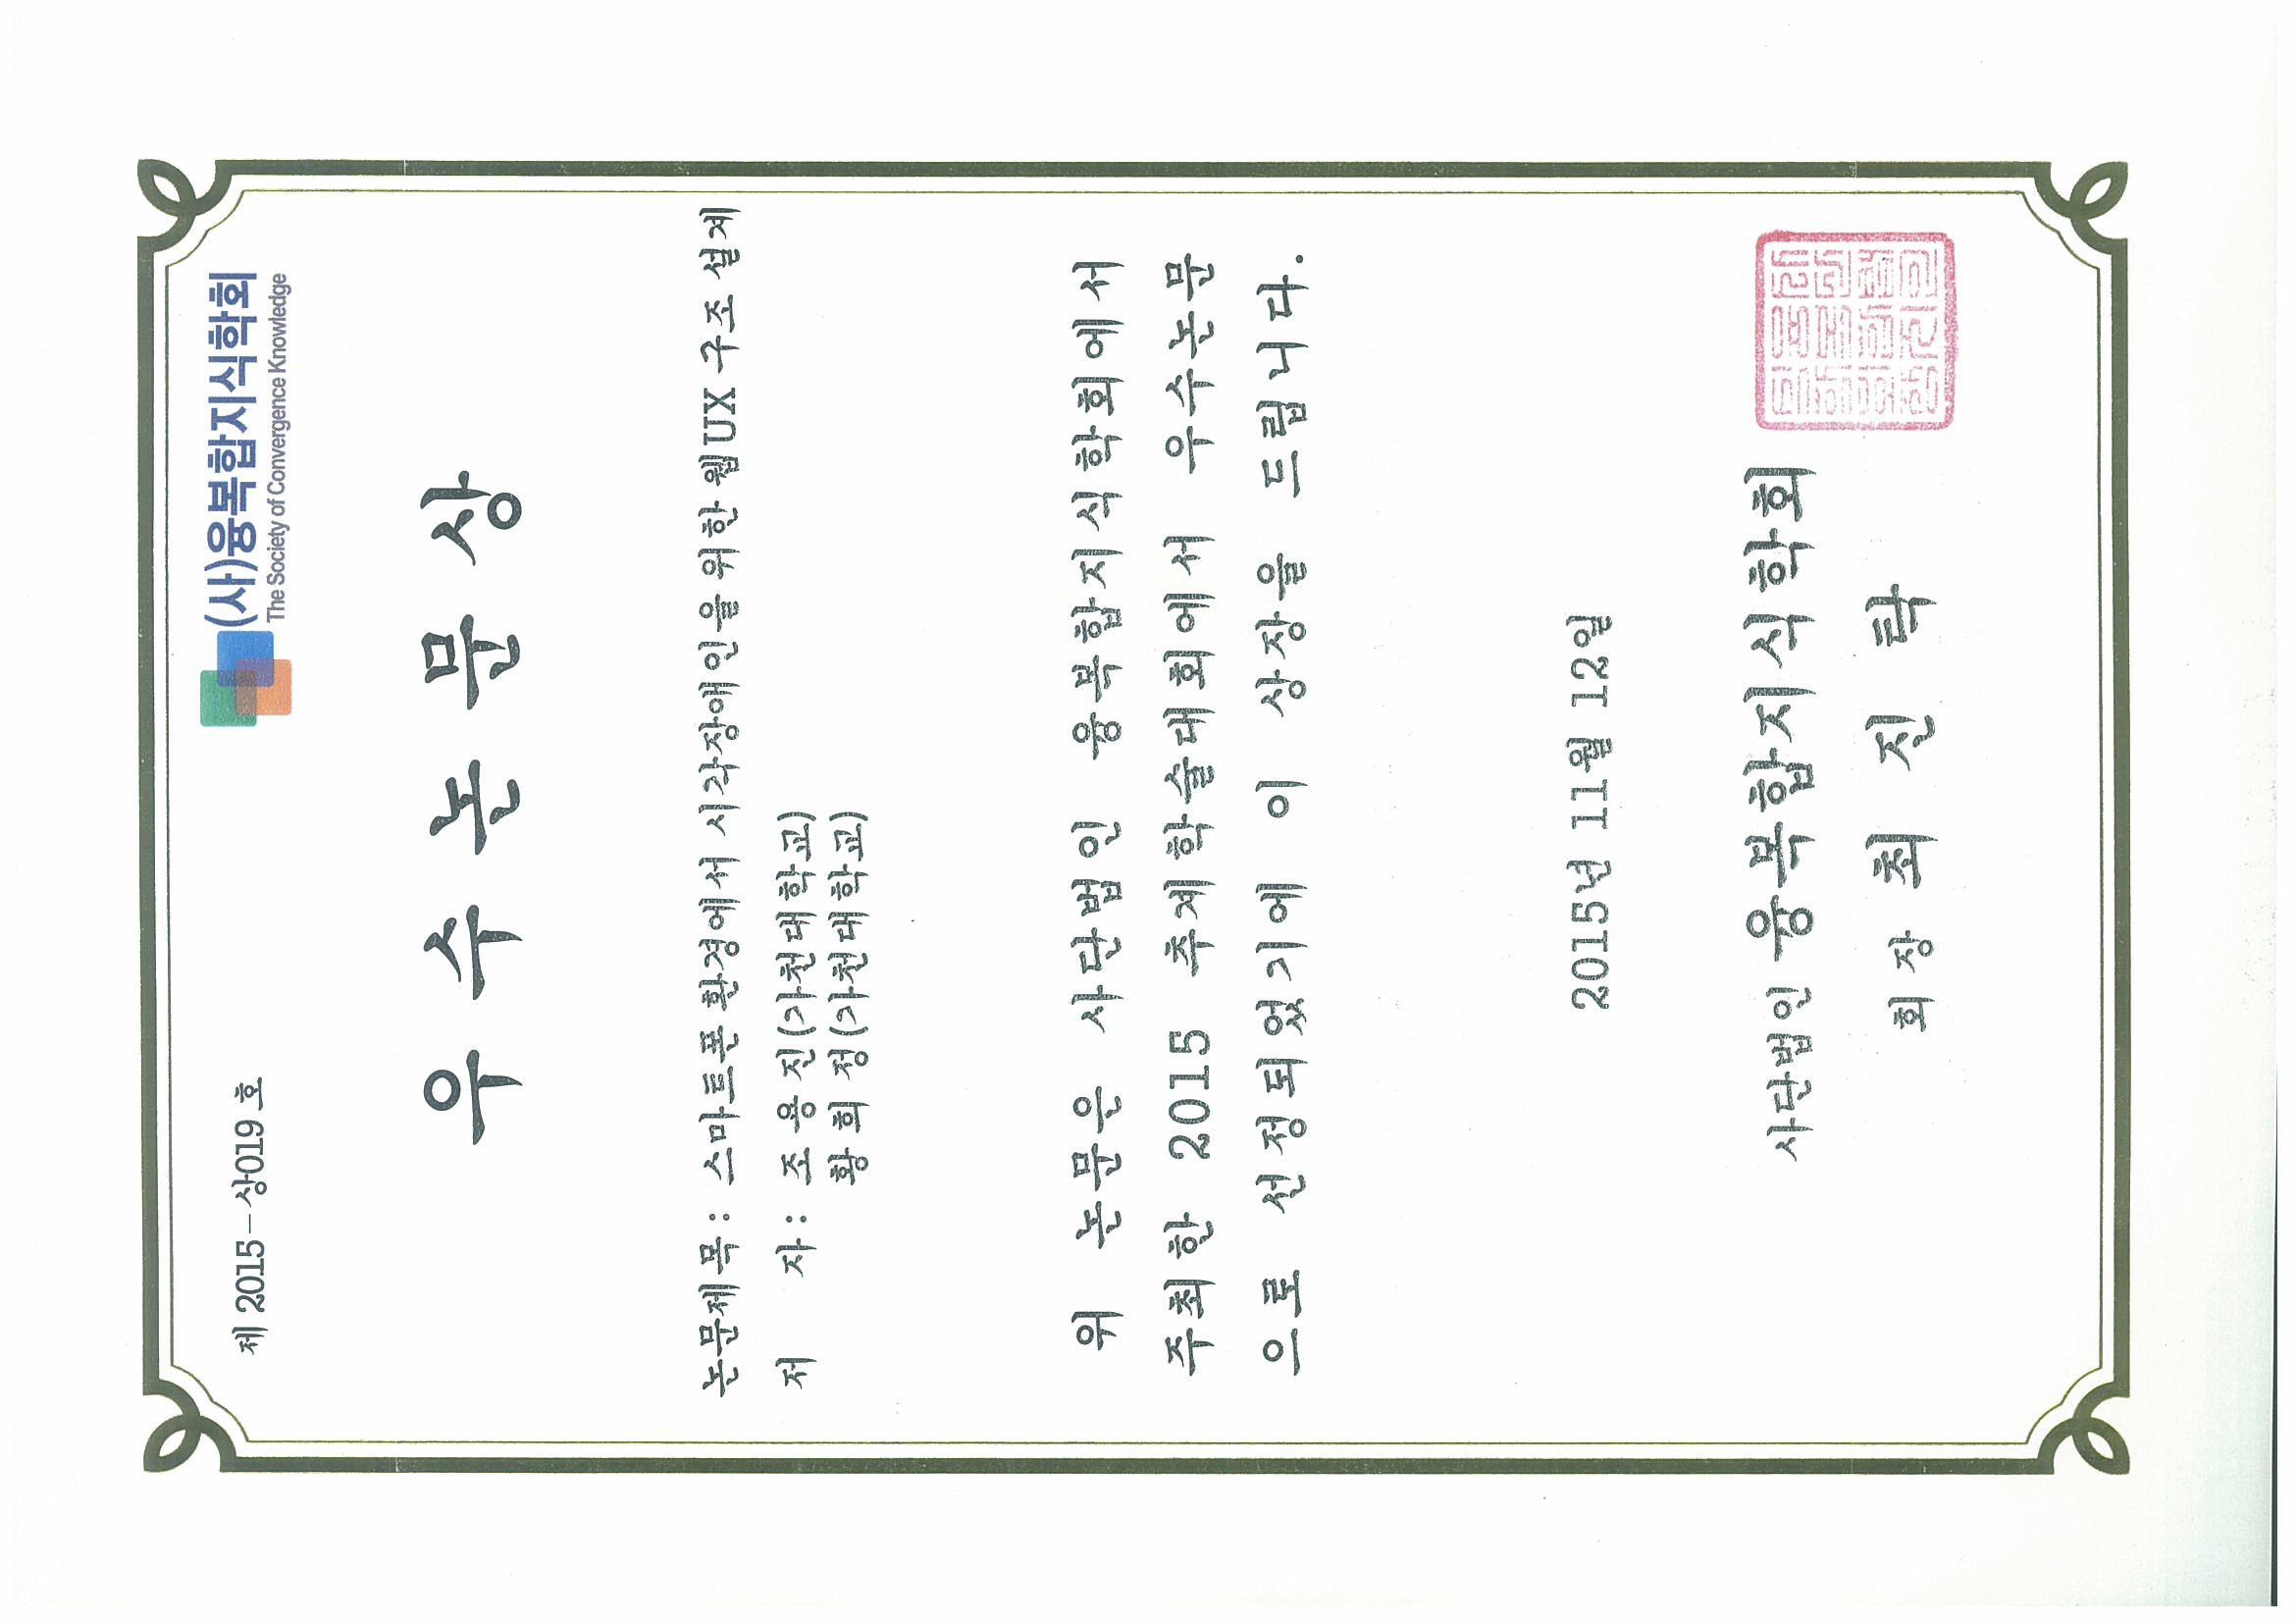 제 2015-상019 호
(사)융복합지식학회
The Society of Convergence Knowledge
우 수 논 문 상
논문제목 : 스마트폰 환경에서 시각장애인을 위한 웹UX 구조 설계
저 자 : 조 용 진(가천대학교)
황 희 정(가천대학교)
위 논문은 사단법인 융복합지식학회에서
주최한 2015 추계학술대회에서 우수논문
으로 선정되었기에 이 상장을 드립니다.
2015년 11월 12일
사단법인 융복합지식학회
회 장 최 진 탁